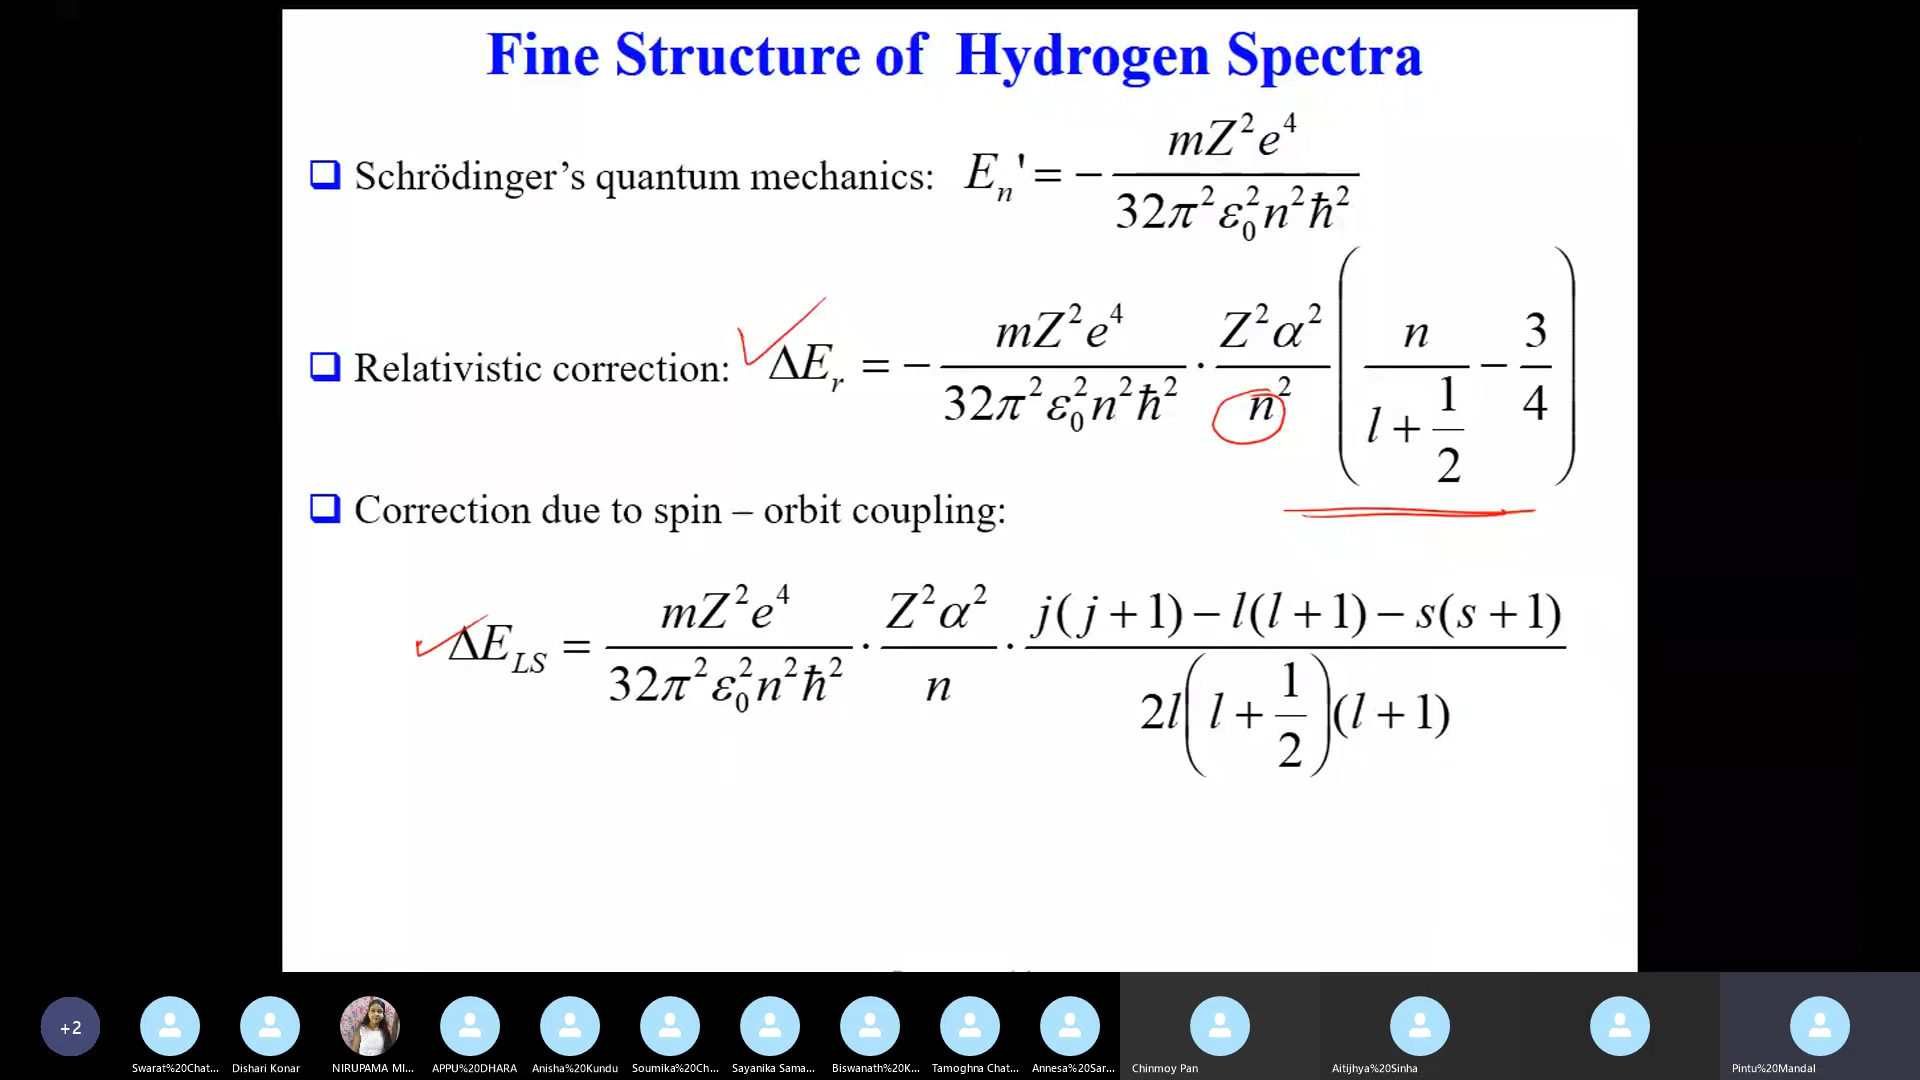 Fine Structure of Hydrogen Spectra
❑ Schrödinger’s quantum mechanics: Eₙ' = − mZ²e⁴ / 32π²ε₀²n²ħ²
❑ Relativistic correction: ΔEᵣ = − mZ²e⁴ / 32π²ε₀²n²ħ² · Z²α² / n² ( n / (l + 1/2) − 3/4 )
❑ Correction due to spin – orbit coupling:
ΔE_LS = mZ²e⁴ / 32π²ε₀²n²ħ² · Z²α² / n · j(j + 1) − l(l + 1) − s(s + 1) / 2l(l + 1/2)(l + 1)
+2
Swarat%20Chat...
Dishari Konar
NIRUPAMA MI...
APPU%20DHARA
Anisha%20Kundu
Soumika%20Ch...
Sayanika Sama...
Biswanath%20K...
Tamoghna Chat...
Annesa%20Sar...
Chinmoy Pan
Aitijhya%20Sinha
Pintu%20Mandal